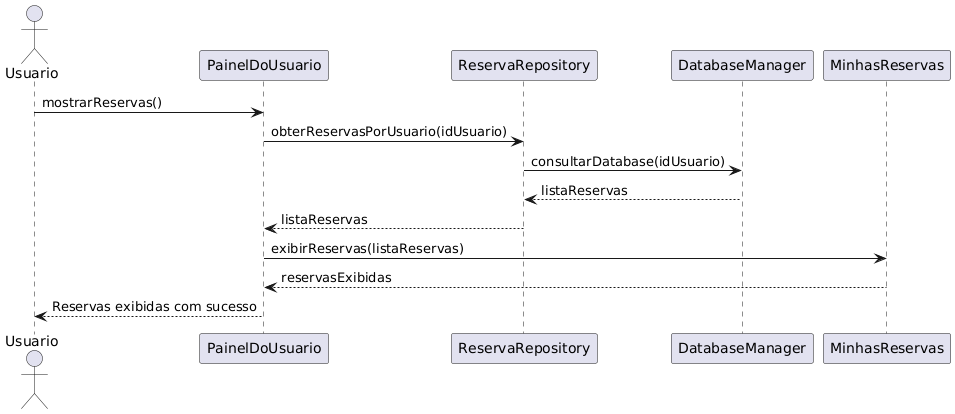 Usuario
PainelDoUsuario
ReservaRepository
DatabaseManager
MinhasReservas
mostrarReservas()
obterReservasPorUsuario(idUsuario)
consultarDatabase(idUsuario)
listaReservas
listaReservas
exibirReservas(listaReservas)
reservasExibidas
Reservas exibidas com sucesso
Usuario
PainelDoUsuario
ReservaRepository
DatabaseManager
MinhasReservas